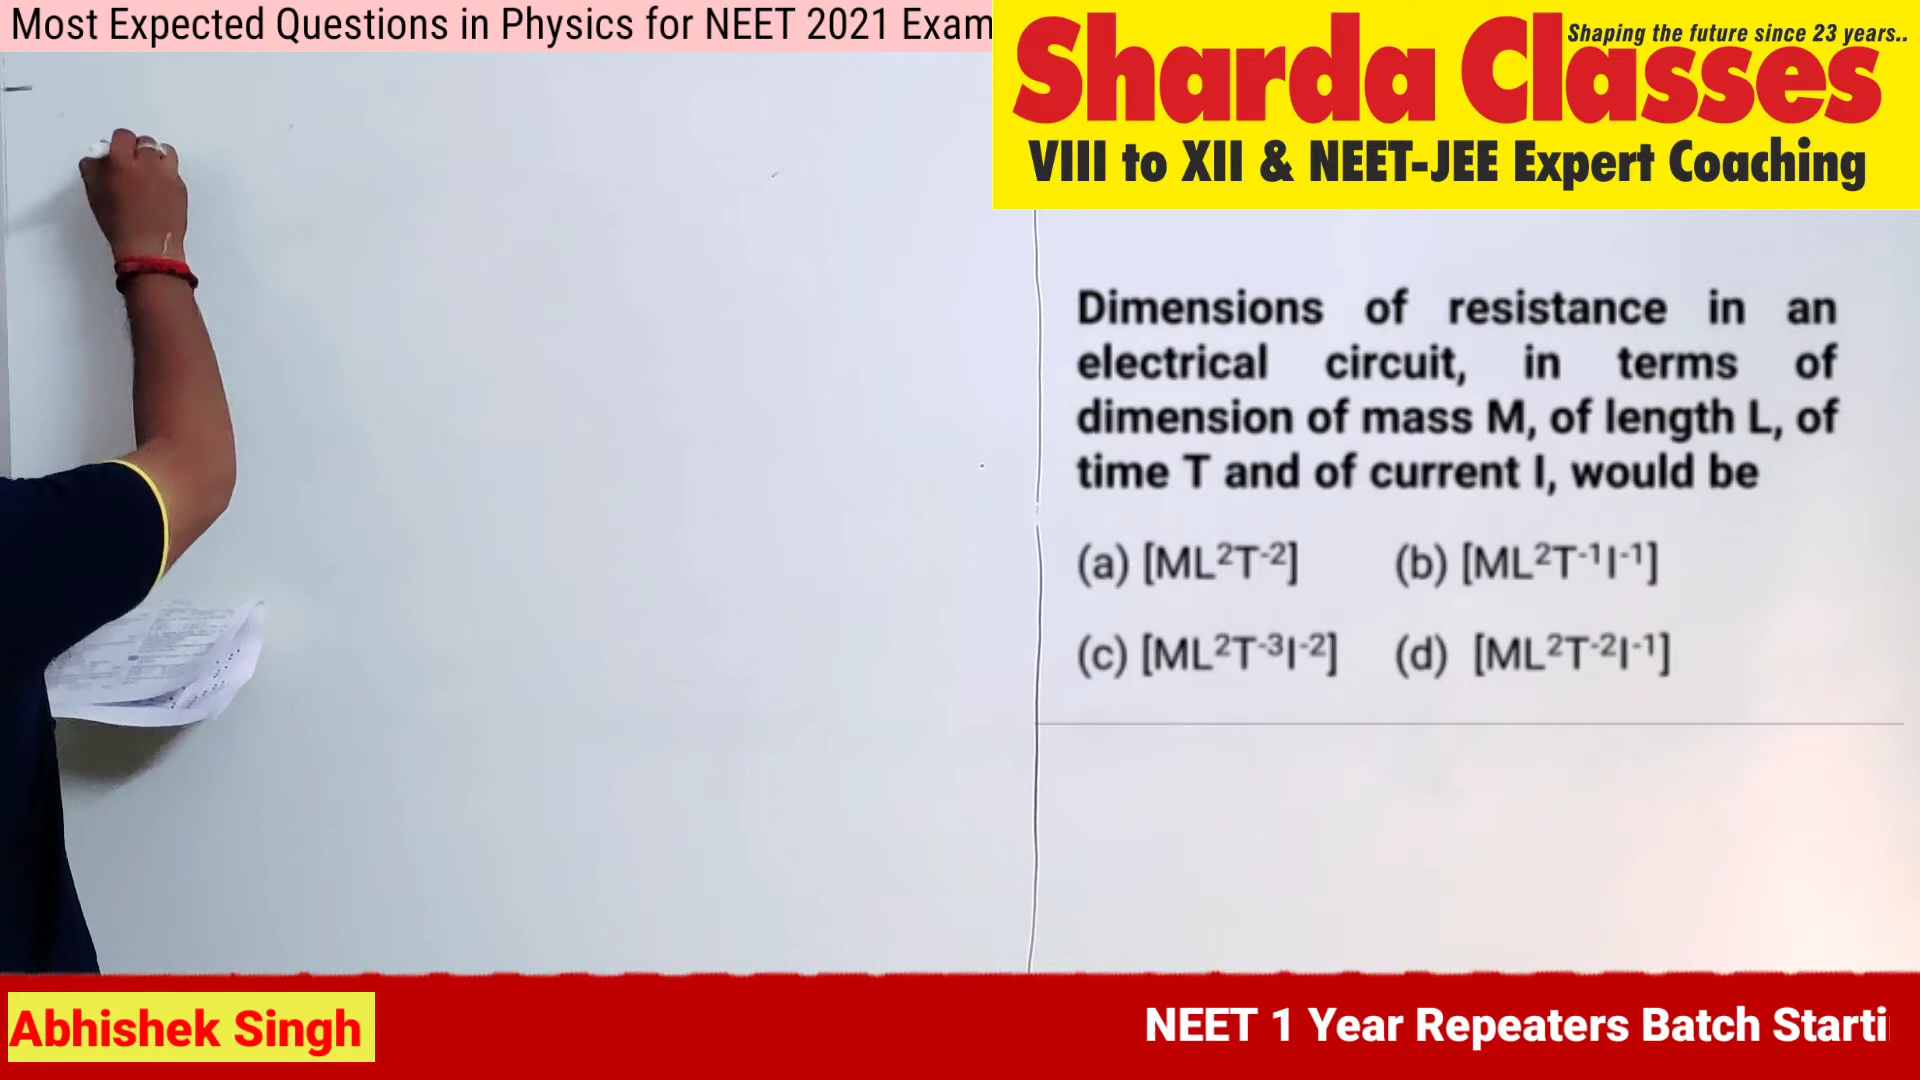 Most Expected Questions in Physics for NEET 2021 Exam
Shaping the future since 23 years..
Sharda Classes
VIII to XII & NEET-JEE Expert Coaching
Dimensions of resistance in an
electrical circuit, in terms of
dimension of mass M, of length L, of
time T and of current I, would be
(a) [ML²T⁻²] (b) [ML²T⁻¹I⁻¹]
(c) [ML²T⁻³I⁻²] (d) [ML²T⁻²I⁻¹]
Abhishek Singh
NEET 1 Year Repeaters Batch Starti